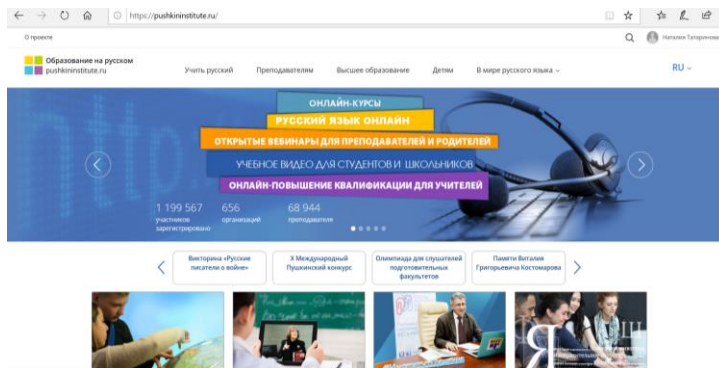 https://pushkininstitute.ru/
О проекте
Наталия Татаринова
Образование на русском
pushkininstitute.ru
Учить русский
Преподавателям
Высшее образование
Детям
В мире русского языка
RU
ОНЛАЙН-КУРСЫ
РУССКИЙ ЯЗЫК ОНЛАЙН
ОТКРЫТЫЕ ВЕБИНАРЫ ДЛЯ ПРЕПОДАВАТЕЛЕЙ И РОДИТЕЛЕЙ
УЧЕБНОЕ ВИДЕО ДЛЯ СТУДЕНТОВ И ШКОЛЬНИКОВ
ОНЛАЙН-ПОВЫШЕНИЕ КВАЛИФИКАЦИИ ДЛЯ УЧИТЕЛЕЙ
1 199 567
участников
зарегистрировано
656
организаций
68 944
преподавателя
Викторина «Русские
писатели о войне»
X Международный
Пушкинский конкурс
Олимпиада для слушателей
подготовительных
факультетов
Памяти Виталия
Григорьевича Костомарова